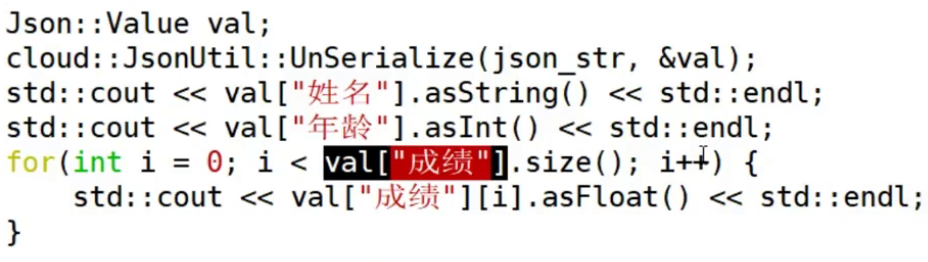 Json::Value val;
cloud::JsonUtil::UnSerialize(json_str, &val);
std::cout << val["姓名"].asString() << std::endl;
std::cout << val["年龄"].asInt() << std::endl;
for(int i = 0; i < val["成绩"].size(); i++) {
    std::cout << val["成绩"][i].asFloat() << std::endl;
}